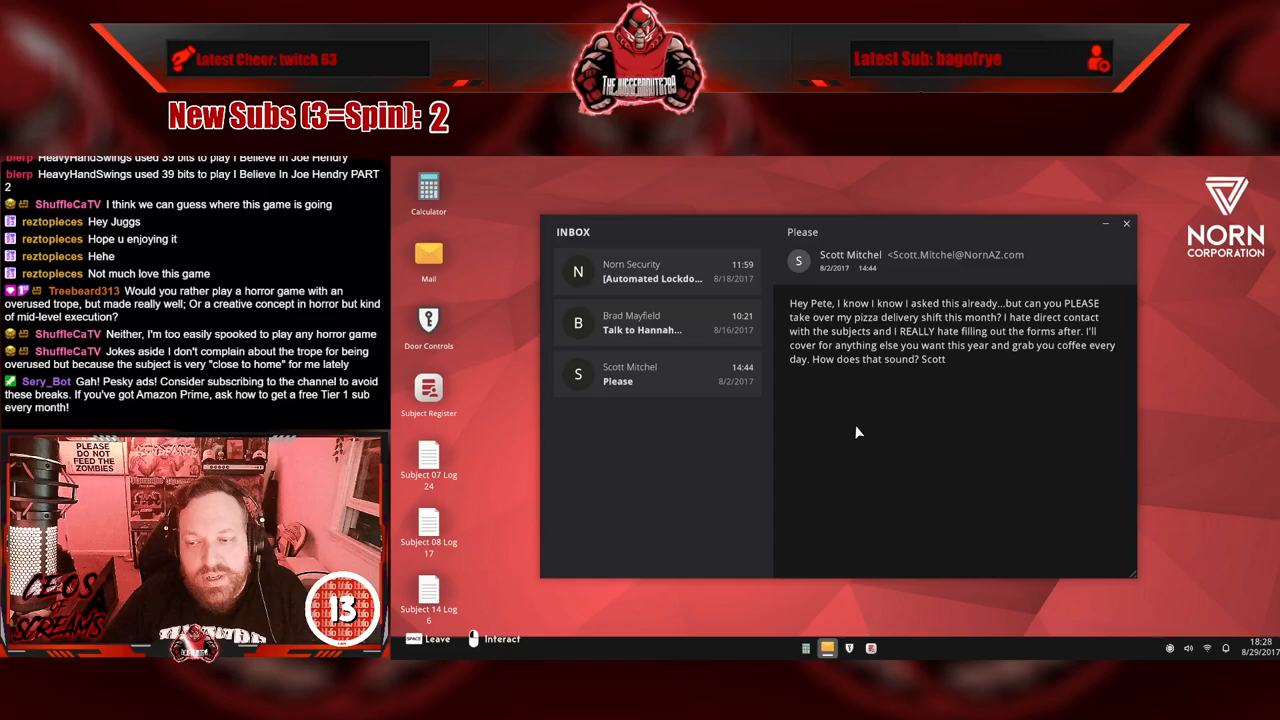 Latest Cheer: twitch 63
Latest Sub: bagofrye
THEJUGGERNAUT6789
New Subs (3=Spin): 2
blerp HeavyHandSwings used 39 bits to play I Believe In Joe Hendry
blerp HeavyHandSwings used 39 bits to play I Believe In Joe Hendry PART
2
ShuffleCaTV I think we can guess where this game is going
reztopieces Hey Juggs
reztopieces Hope u enjoying it
reztopieces Hehe
reztopieces Not much love this game
Treebeard313 Would you rather play a horror game with an
overused trope, but made really well; Or a creative concept in horror but kind
of mid-level execution?
ShuffleCaTV Neither, I'm too easily spooked to play any horror game
ShuffleCaTV Jokes aside I don't complain about the trope for being
overused but because the subject is very "close to home" for me lately
Sery_Bot Gah! Pesky ads! Consider subscribing to the channel to avoid
these breaks. If you've got Amazon Prime, ask how to get a free Tier 1 sub
every month!
PLEASE
DO NOT
FEED THE
ZOMBIES
CEOS
OF
SCREAMS
13
Calculator
Mail
Door Controls
Subject Register
Subject 07 Log
24
Subject 08 Log
17
Subject 14 Log
6
SPACE Leave
Interact
INBOX
Norn Security 11:59
[Automated Lockdo... 8/18/2017
Brad Mayfield 10:21
Talk to Hannah... 8/16/2017
Scott Mitchel 14:44
Please 8/2/2017
N
B
S
Please
S
Scott Mitchel <Scott.Mitchel@NornAZ.com>
8/2/2017 14:44
Hey Pete, I know I know I asked this already...but can you PLEASE
take over my pizza delivery shift this month? I hate direct contact
with the subjects and I REALLY hate filling out the forms after. I'll
cover for anything else you want this year and grab you coffee every
day. How does that sound? Scott
NORN
CORPORATION
18:28
8/29/2017